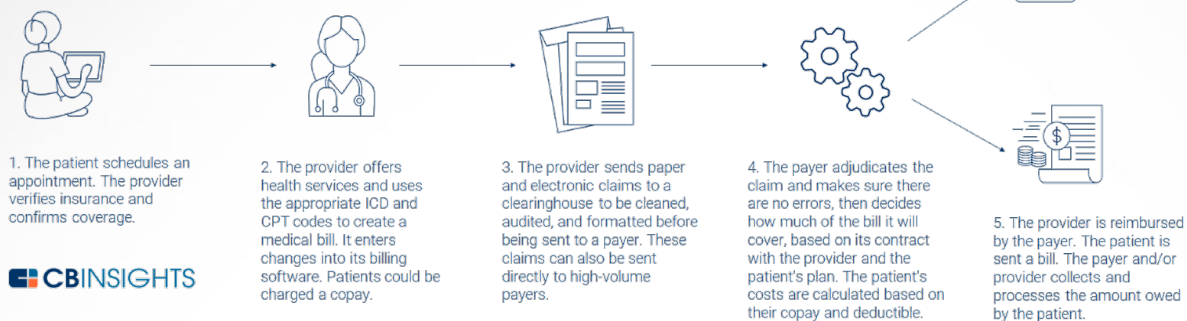 1. The patient schedules an
appointment. The provider
verifies insurance and
confirms coverage.
2. The provider offers
health services and uses
the appropriate ICD and
CPT codes to create a
medical bill. It enters
changes into its billing
software. Patients could be
charged a copay.
3. The provider sends paper
and electronic claims to a
clearinghouse to be cleaned,
audited, and formatted before
being sent to a payer. These
claims can also be sent
directly to high-volume
payers.
4. The payer adjudicates the
claim and makes sure there
are no errors, then decides
how much of the bill it will
cover, based on its contract
with the provider and the
patient's plan. The patient's
costs are calculated based on
their copay and deductible.
$
5. The provider is reimbursed
by the payer. The patient is
sent a bill. The payer and/or
provider collects and
processes the amount owed
by the patient.
CBINSIGHTS